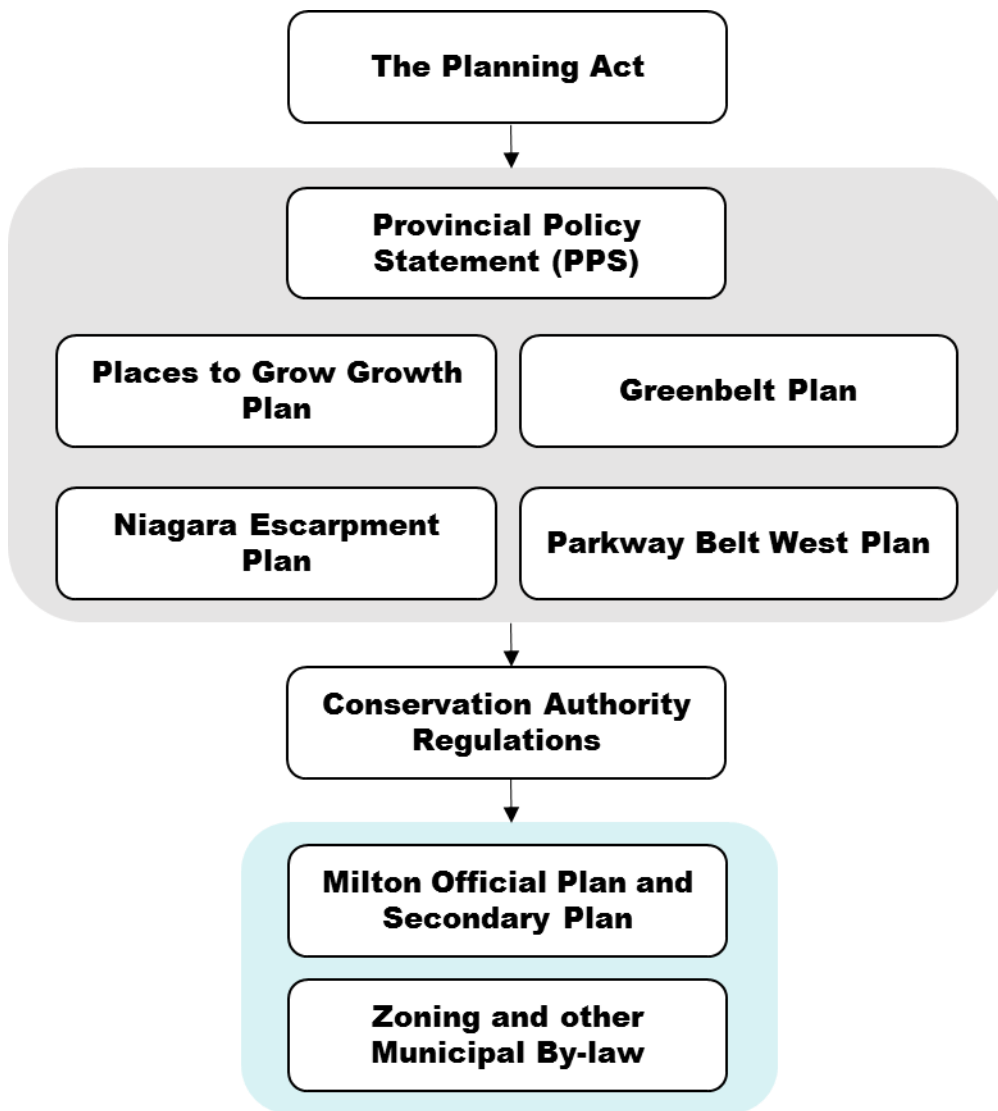 The Planning Act
Provincial Policy
Statement (PPS)
Places to Grow Growth
Plan
Greenbelt Plan
Niagara Escarpment
Plan
Parkway Belt West Plan
Conservation Authority
Regulations
Milton Official Plan and
Secondary Plan
Zoning and other
Municipal By-law